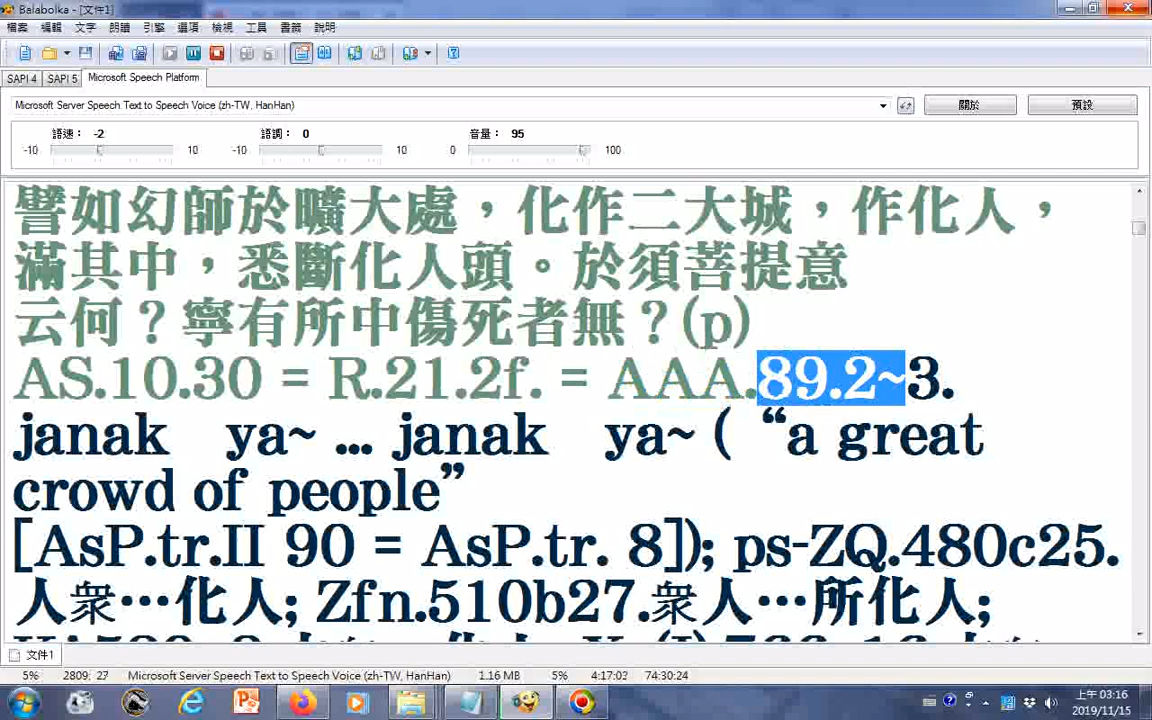 Balabolka - [文件1]
檔案 編輯 文字 朗讀 引擎 選項 檢視 工具 書籤 說明
SAPI 4 SAPI 5 Microsoft Speech Platform
Microsoft Server Speech Text to Speech Voice (zh-TW, HanHan) 關於 預設
語速： -2 語調： 0 音量： 95
-10 10 -10 10 0 100
譬如幻師於曠大處，化作二大城，作化人，
滿其中，悉斷化人頭。於須菩提意
云何？寧有所中傷死者無？(p)
AS.10.30 = R.21.2f. = AAA.89.2~3.
janak ya~ ... janak ya~ ( “a great
crowd of people”
[AsP.tr.II 90 = AsP.tr. 8]); ps-ZQ.480c25.
人衆…化人; Zfn.510b27.衆人…所化人;
文件1
5% 2809, 27 Microsoft Server Speech Text to Speech Voice (zh-TW, HanHan) 1.16 MB 5% 4:17:03 74:30:24
上午 03:16
2019/11/15